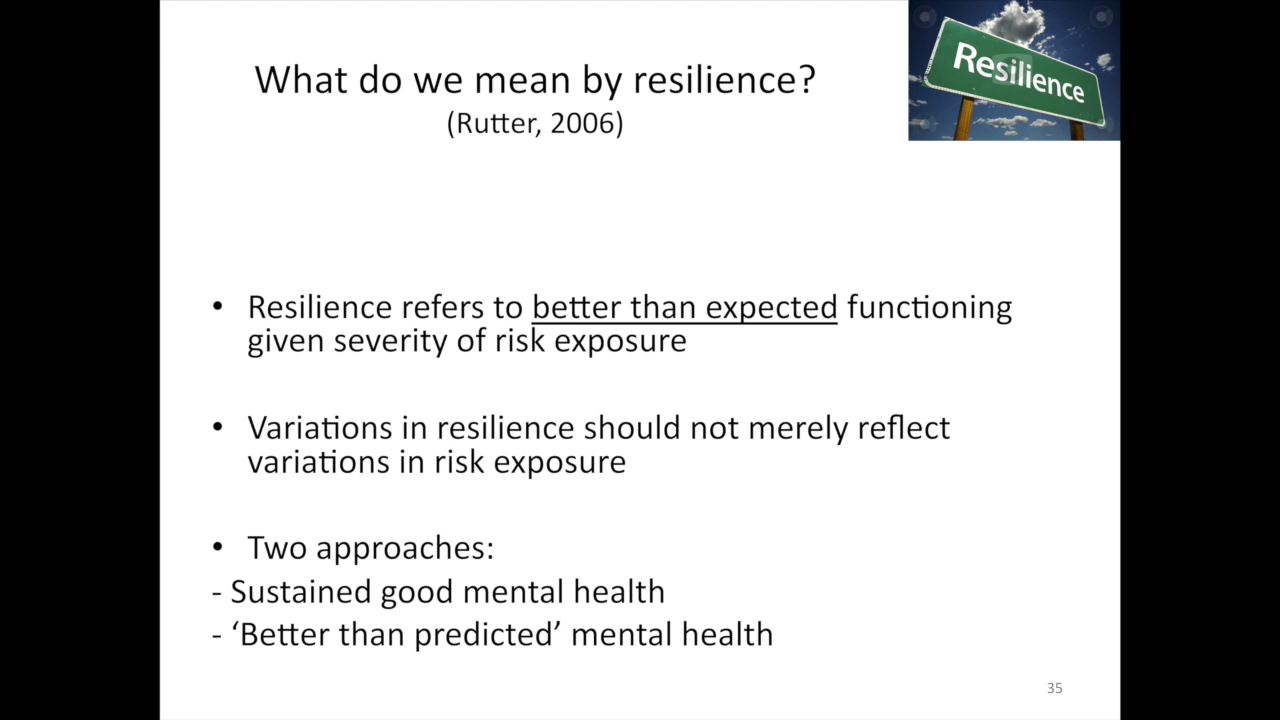 What do we mean by resilience?
(Rutter, 2006)
Resilience
• Resilience refers to better than expected functioning
given severity of risk exposure
• Variations in resilience should not merely reflect
variations in risk exposure
• Two approaches:
- Sustained good mental health
- ‘Better than predicted’ mental health
35